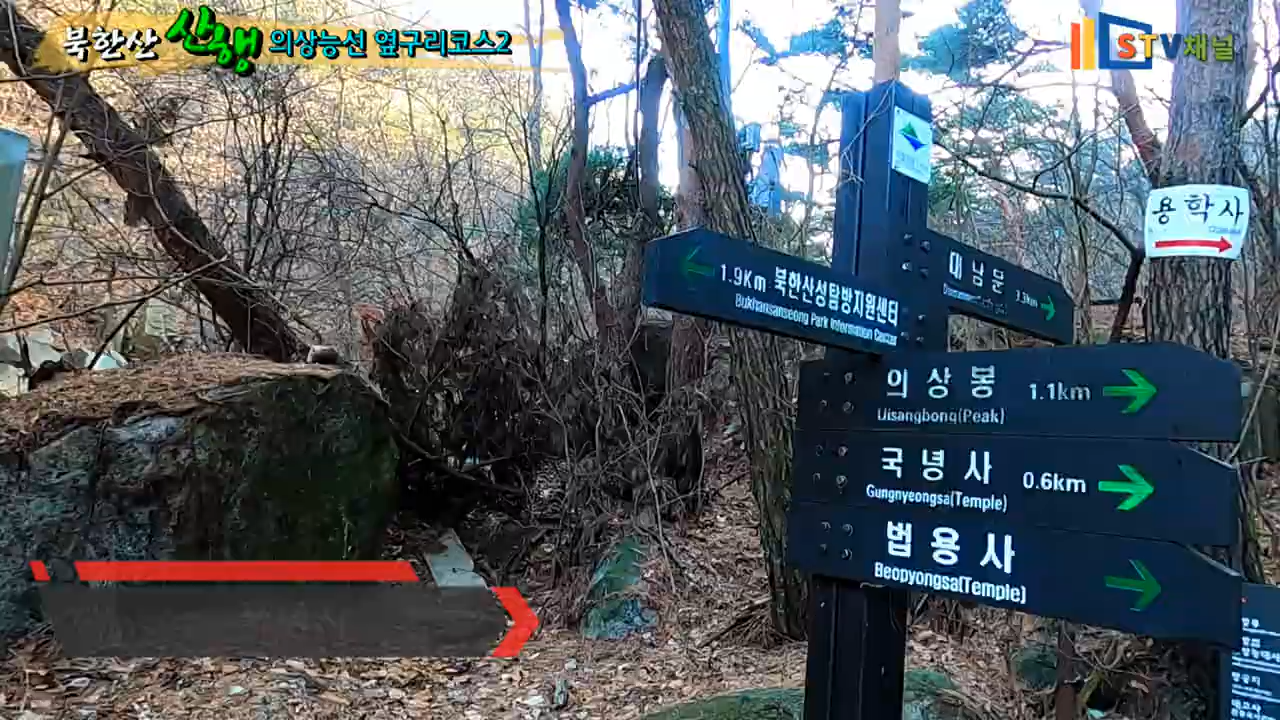 북한산 산행 의상능선 옆구리코스2
STV채널
용학사
1.9Km 북한산성탐방지원센터
Bukhansanseong Park Information Center
대남문
3.3km
의상봉 1.1km
Uisangbong(Peak)
국녕사 0.6km
Gungnyeongsa(Temple)
법용사
Beopyongsa(Temple)